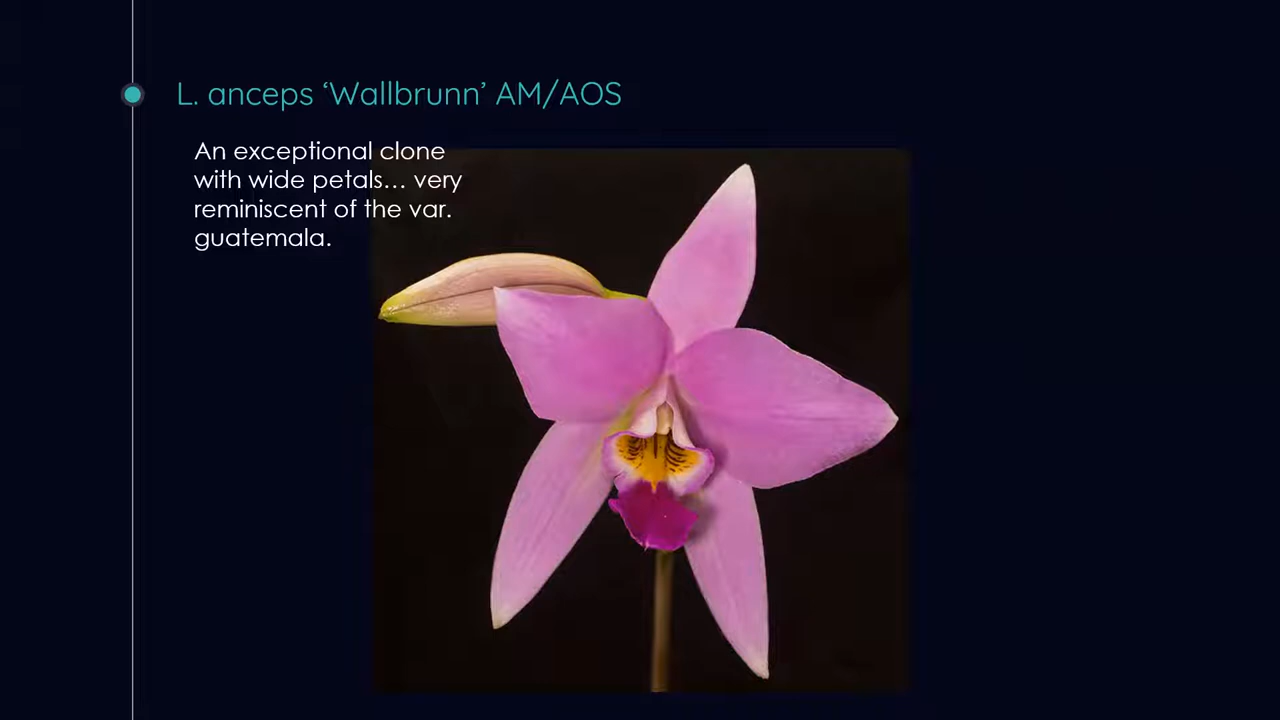 L. anceps ‘Wallbrunn’ AM/AOS
An exceptional clone
with wide petals… very
reminiscent of the var.
guatemala.